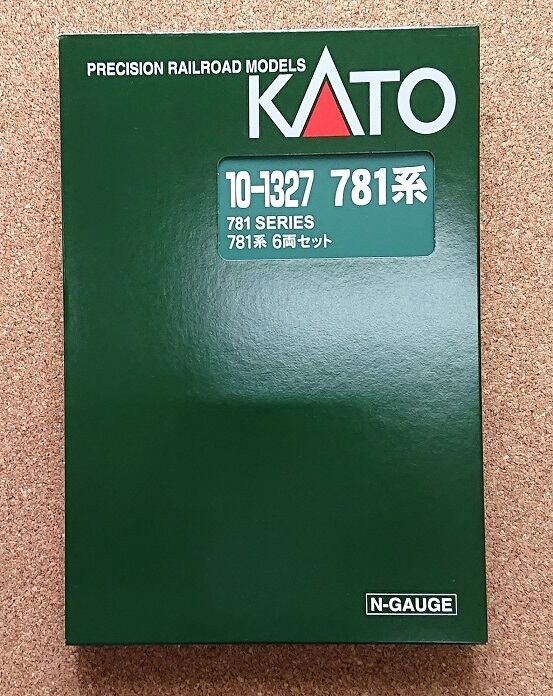 PRECISION RAILROAD MODELS
KATO
10-1327 781系
781 SERIES
781系 6両セット
N-GAUGE